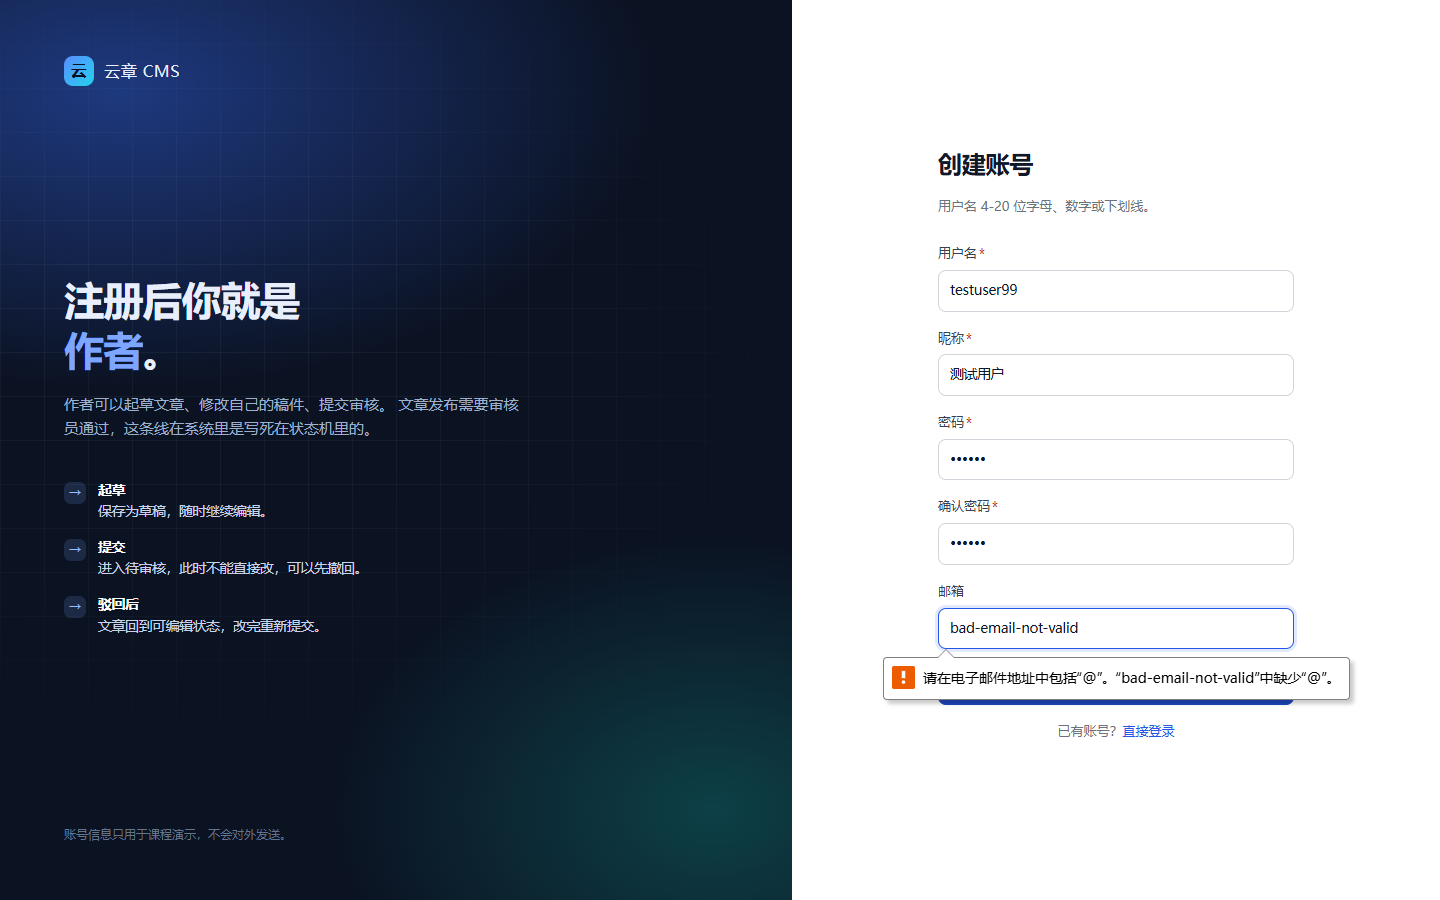 云 云章 CMS
注册后你就是
作者。
作者可以起草文章、修改自己的稿件、提交审核。 文章发布需要审核
员通过，这条线在系统里是写死在状态机里的。
→ 起草
保存为草稿，随时继续编辑。
→ 提交
进入待审核，此时不能直接改，可以先撤回。
→ 驳回后
文章回到可编辑状态，改完重新提交。
账号信息只用于课程演示，不会对外发送。
创建账号
用户名 4-20 位字母、数字或下划线。
用户名*
testuser99
昵称*
测试用户
密码*
••••••
确认密码*
••••••
邮箱
bad-email-not-valid
! 请在电子邮件地址中包括“@”。“bad-email-not-valid”中缺少“@”。
已有账号？直接登录